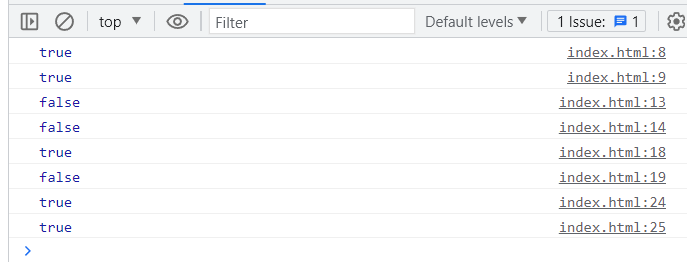 top ▼ Filter Default levels ▼ 1 Issue: 1
true index.html:8
true index.html:9
false index.html:13
false index.html:14
true index.html:18
false index.html:19
true index.html:24
true index.html:25
>